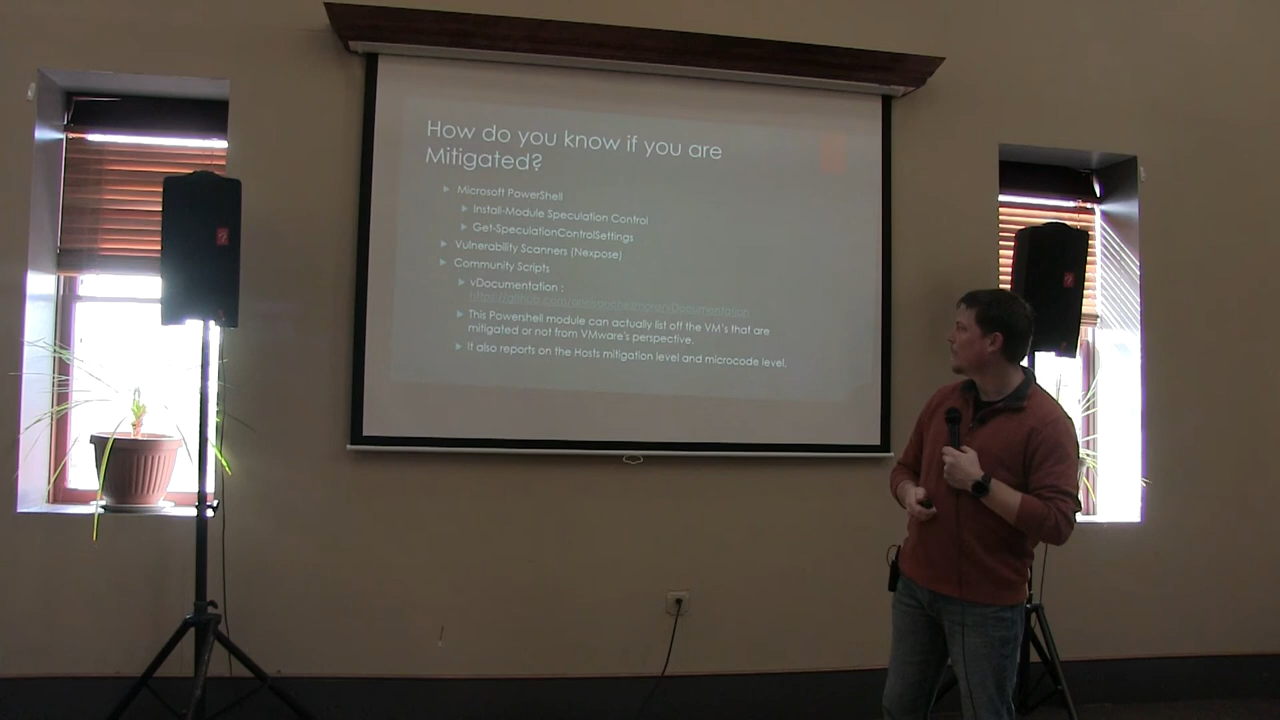 How do you know if you are
Mitigated?
Microsoft PowerShell
Install-Module Speculation Control
Get-SpeculationControlSettings
Vulnerability Scanners (Nexpose)
Community Scripts
vDocumentation :
This Powershell module can actually list off the VM's that are
mitigated or not from VMware's perspective.
It also reports on the Hosts mitigation level and microcode level.